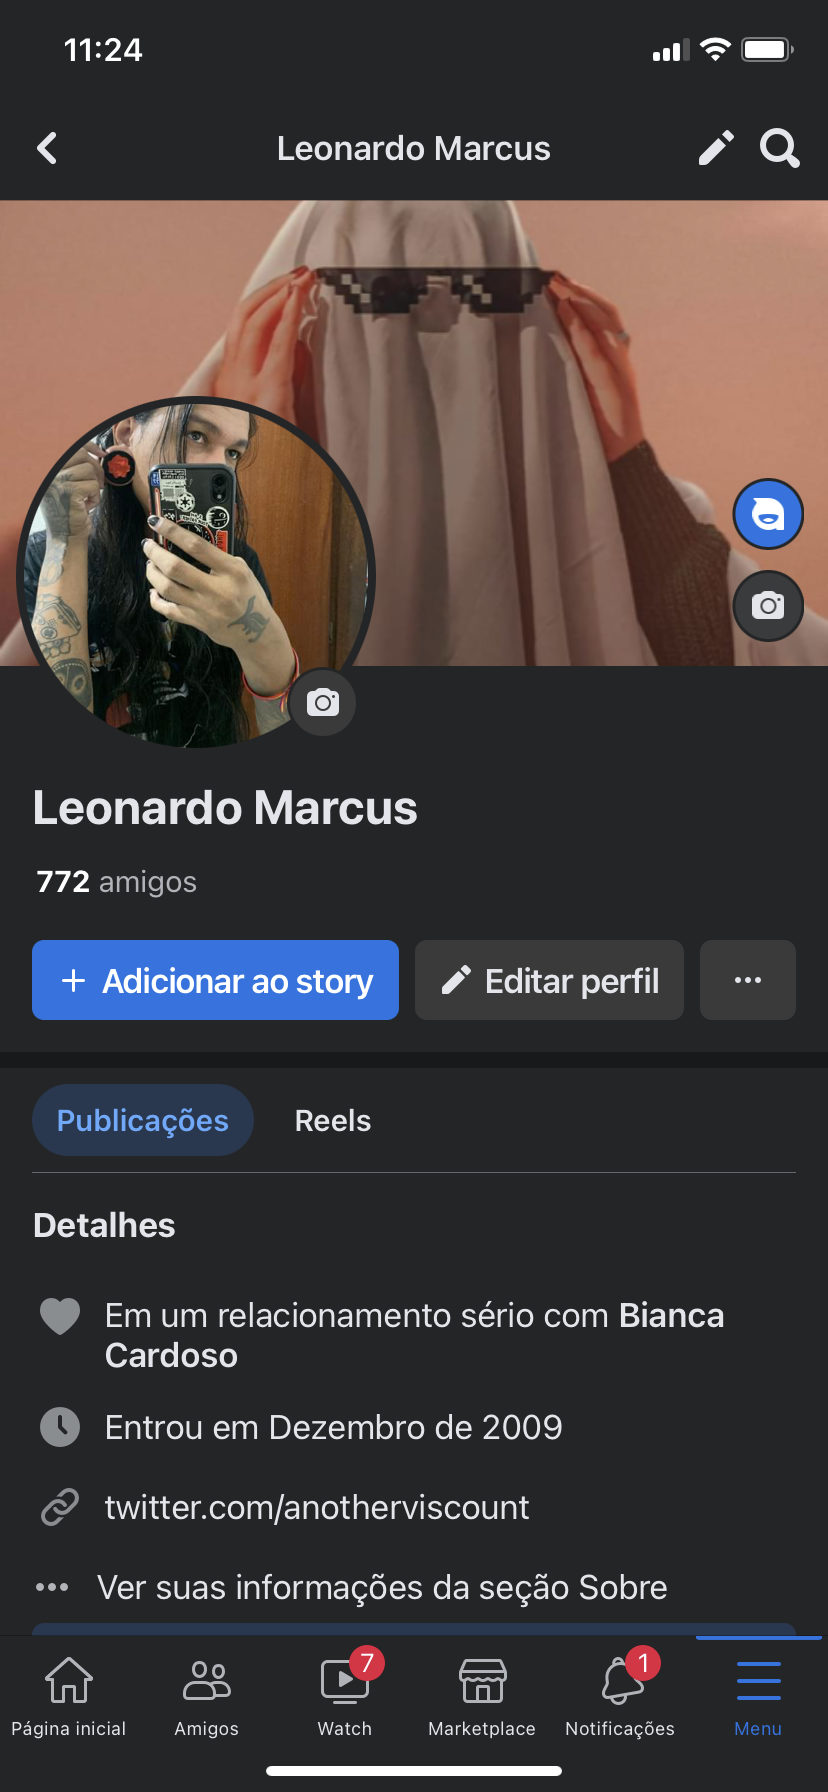 11:24
Leonardo Marcus
Leonardo Marcus
772 amigos
+ Adicionar ao story
Editar perfil
Publicações
Reels
Detalhes
Em um relacionamento sério com Bianca
Cardoso
Entrou em Dezembro de 2009
twitter.com/anotherviscount
Ver suas informações da seção Sobre
7
1
Página inicial
Amigos
Watch
Marketplace
Notificações
Menu